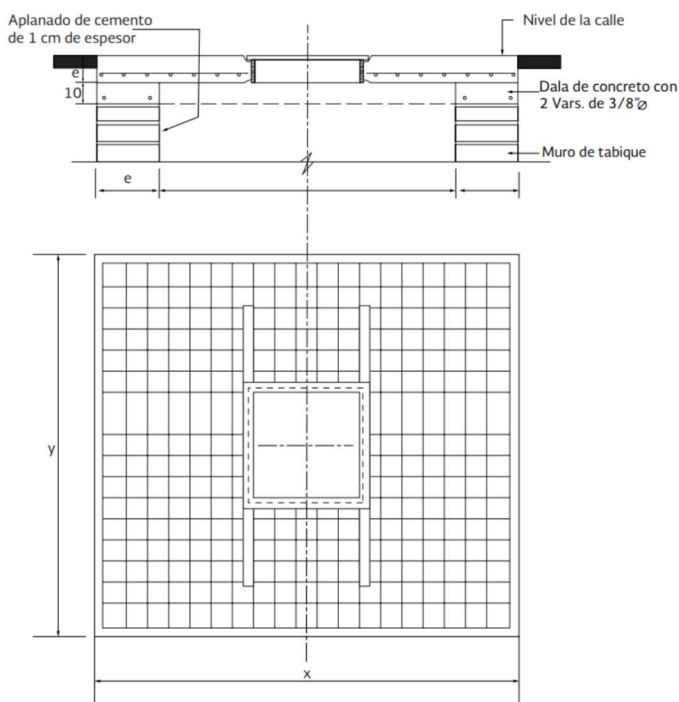 Aplanado de cemento
de 1 cm de espesor
Nivel de la calle
e
10
Dala de concreto con
2 Vars. de 3/8"⌀
Muro de tabique
e
y
x